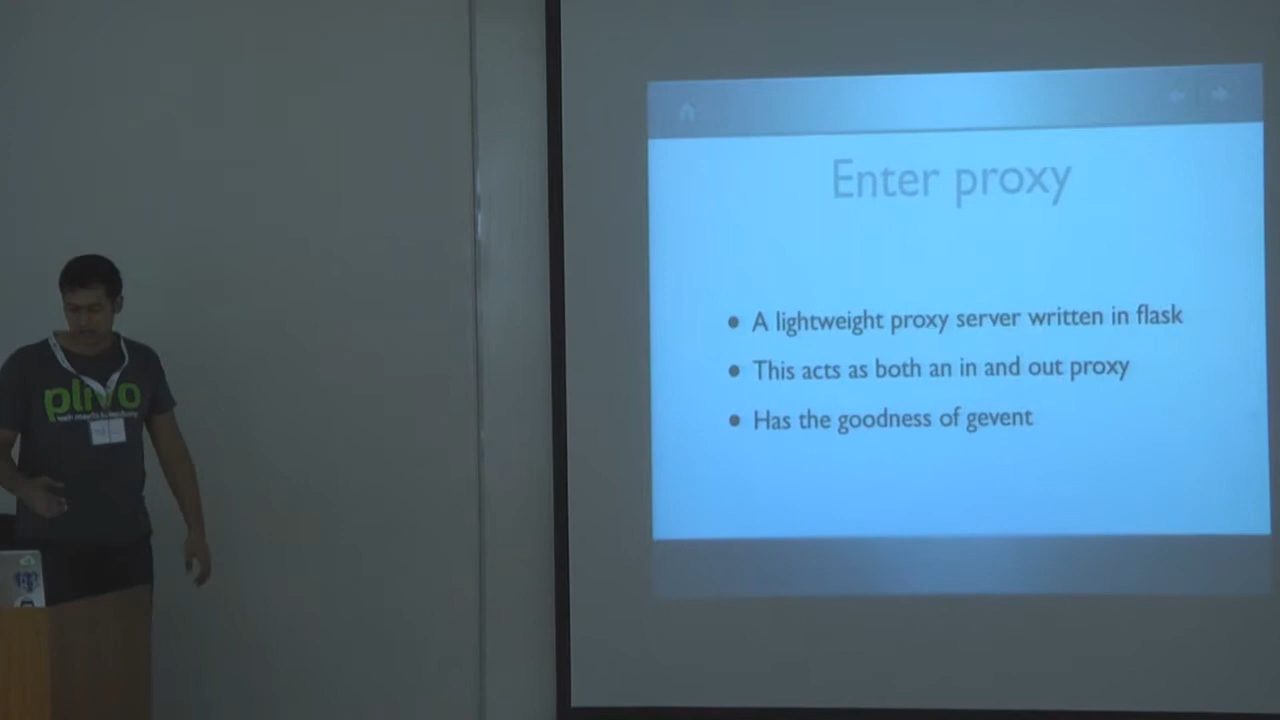 plivo
Enter proxy
A lightweight proxy server written in flask
This acts as both an in and out proxy
Has the goodness of gevent